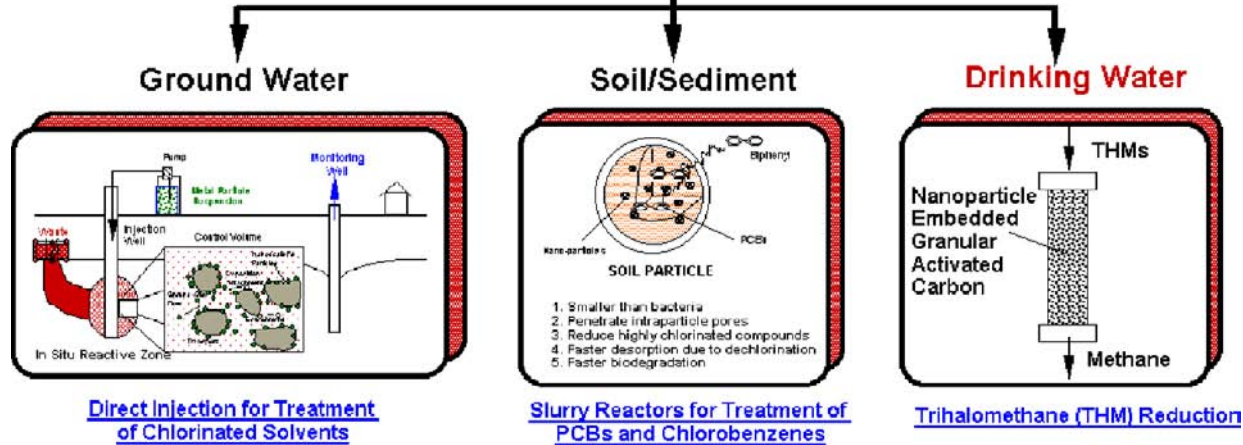 Ground Water
Soil/Sediment
Drinking Water
Pump
Metal Particle
Suspension
Monitoring
Well
Waste
Injection
Well
Control Volume
In Situ Reactive Zone
Direct Injection for Treatment
of Chlorinated Solvents
Biphenyl
Nano-particles
PCBs
SOIL PARTICLE
1. Smaller than bacteria
2. Penetrate intraparticle pores
3. Reduce highly chlorinated compounds
4. Faster desorption due to dechlorination
5. Faster biodegradation
Slurry Reactors for Treatment of
PCBs and Chlorobenzenes
THMs
Nanoparticle
Embedded
Granular
Activated
Carbon
Methane
Trihalomethane (THM) Reduction